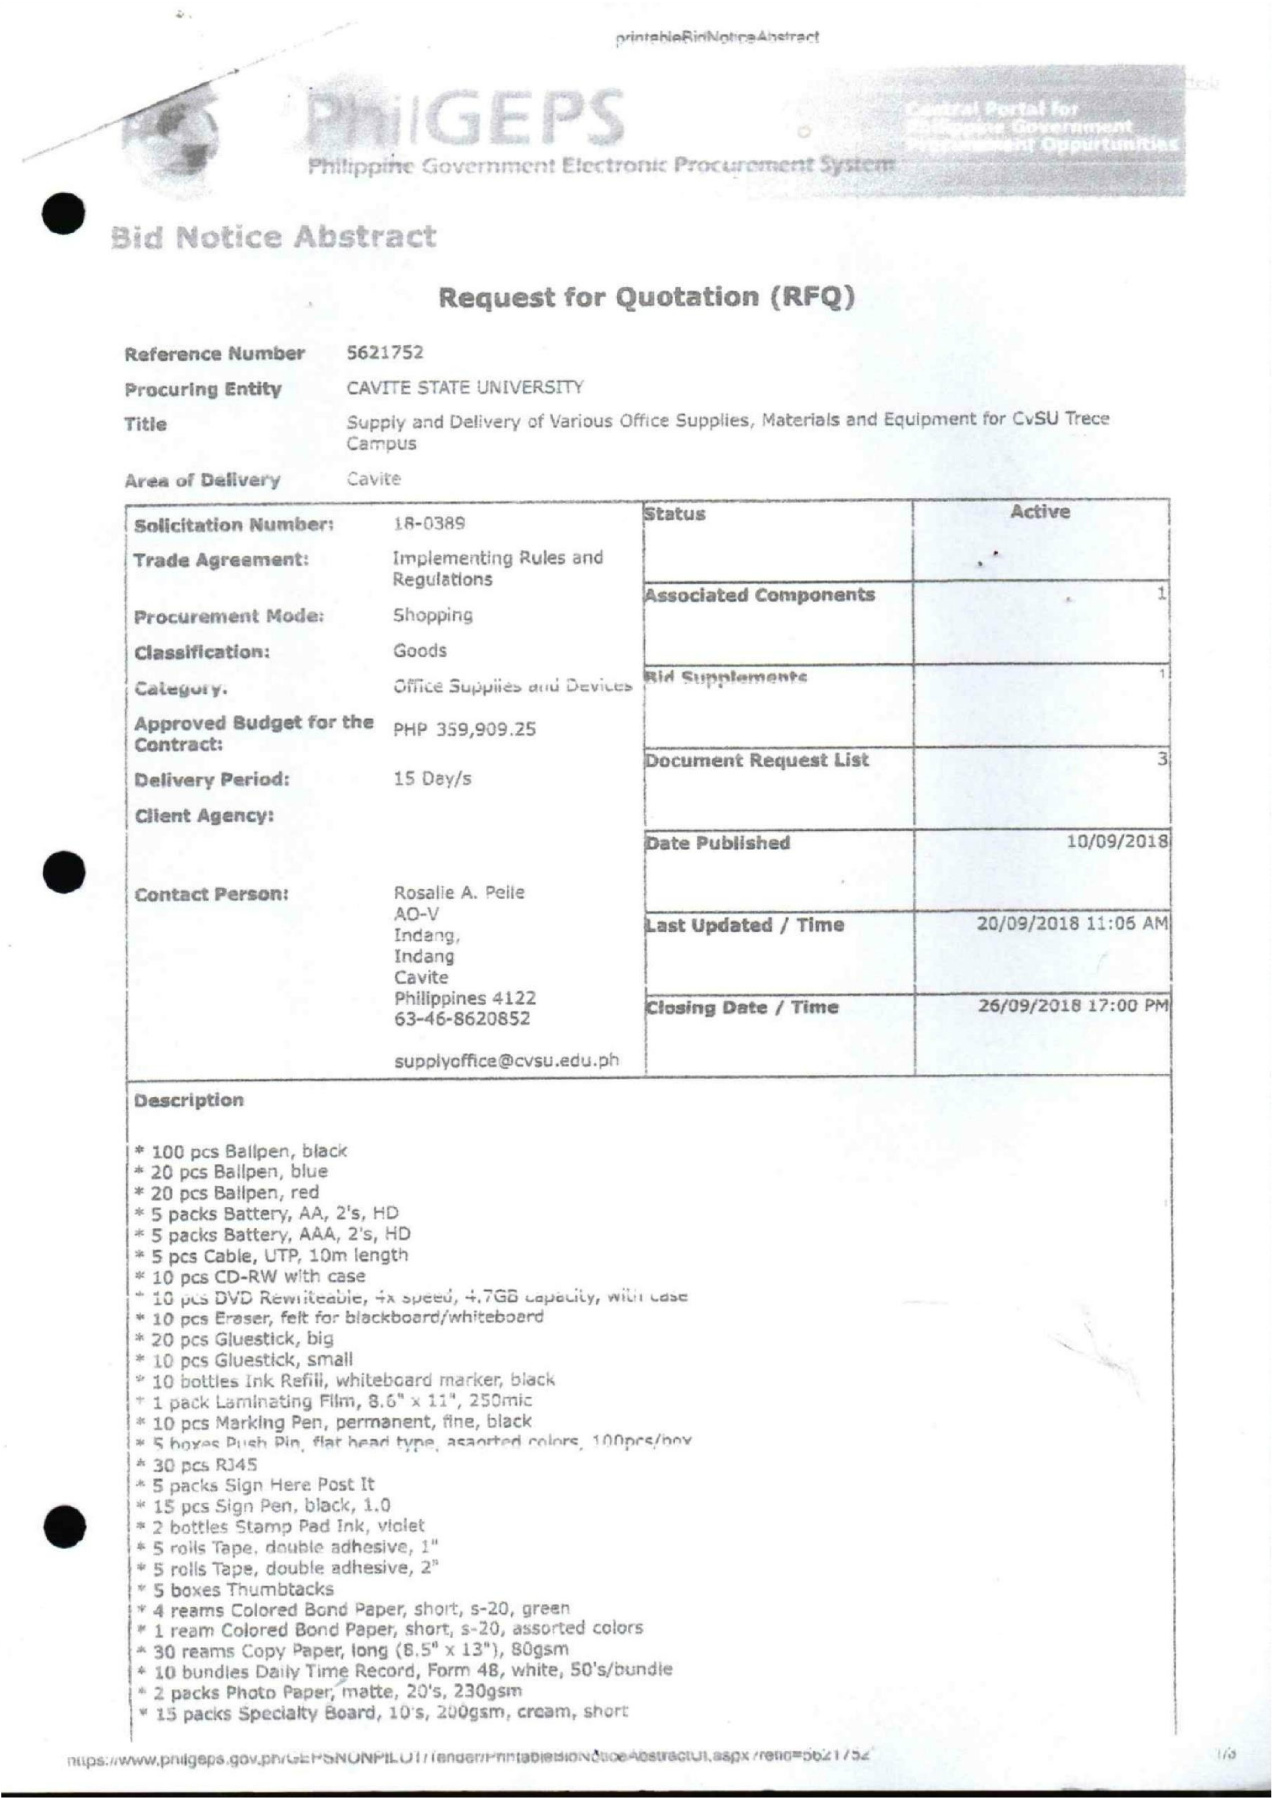 printableBidNoticeAbstract
PhilGEPS
Philippine Government Electronic Procurement System
Central Portal for
Philippine Government
Procurement Oppurtunities
Bid Notice Abstract
Request for Quotation (RFQ)
Reference Number 5621752
Procuring Entity CAVITE STATE UNIVERSITY
Title Supply and Delivery of Various Office Supplies, Materials and Equipment for CvSU Trece
Campus
Area of Delivery Cavite
Solicitation Number: 18-0389
Trade Agreement: Implementing Rules and
Regulations
Procurement Mode: Shopping
Classification: Goods
Category: Office Supplies and Devices
Approved Budget for the
Contract: PHP 359,909.25
Delivery Period: 15 Day/s
Client Agency:
Contact Person: Rosalie A. Pelle
AO-V
Indang,
Indang
Cavite
Philippines 4122
63-46-8620852
supplyoffice@cvsu.edu.ph
Status Active
Associated Components 1
Bid Supplements 1
Document Request List 3
Date Published 10/09/2018
Last Updated / Time 20/09/2018 11:05 AM
Closing Date / Time 26/09/2018 17:00 PM
Description
* 100 pcs Ballpen, black
* 20 pcs Ballpen, blue
* 20 pcs Ballpen, red
* 5 packs Battery, AA, 2's, HD
* 5 packs Battery, AAA, 2's, HD
* 5 pcs Cable, UTP, 10m length
* 10 pcs CD-RW with case
* 10 pcs DVD Rewriteable, 4x speed, 4.7GB capacity, with case
* 10 pcs Eraser, felt for blackboard/whiteboard
* 20 pcs Gluestick, big
* 10 pcs Gluestick, small
* 10 bottles Ink Refill, whiteboard marker, black
* 1 pack Laminating Film, 8.6" x 11", 250mic
* 10 pcs Marking Pen, permanent, fine, black
* 5 boxes Push Pin, flat head type, asaorted colors, 100pcs/box
* 30 pcs RJ45
* 5 packs Sign Here Post It
* 15 pcs Sign Pen, black, 1.0
* 2 bottles Stamp Pad Ink, violet
* 5 rolls Tape, double adhesive, 1"
* 5 rolls Tape, double adhesive, 2"
* 5 boxes Thumbtacks
* 4 reams Colored Bond Paper, short, s-20, green
* 1 ream Colored Bond Paper, short, s-20, assorted colors
* 30 reams Copy Paper, long (8.5" x 13"), 80gsm
* 10 bundles Daily Time Record, Form 48, white, 50's/bundle
* 2 packs Photo Paper, matte, 20's, 230gsm
* 15 packs Specialty Board, 10's, 200gsm, cream, short
https://www.philgeps.gov.ph/GEPSNONPILOT/Tender/PrintableBidNoticeAbstractUI.aspx?refid=5621752